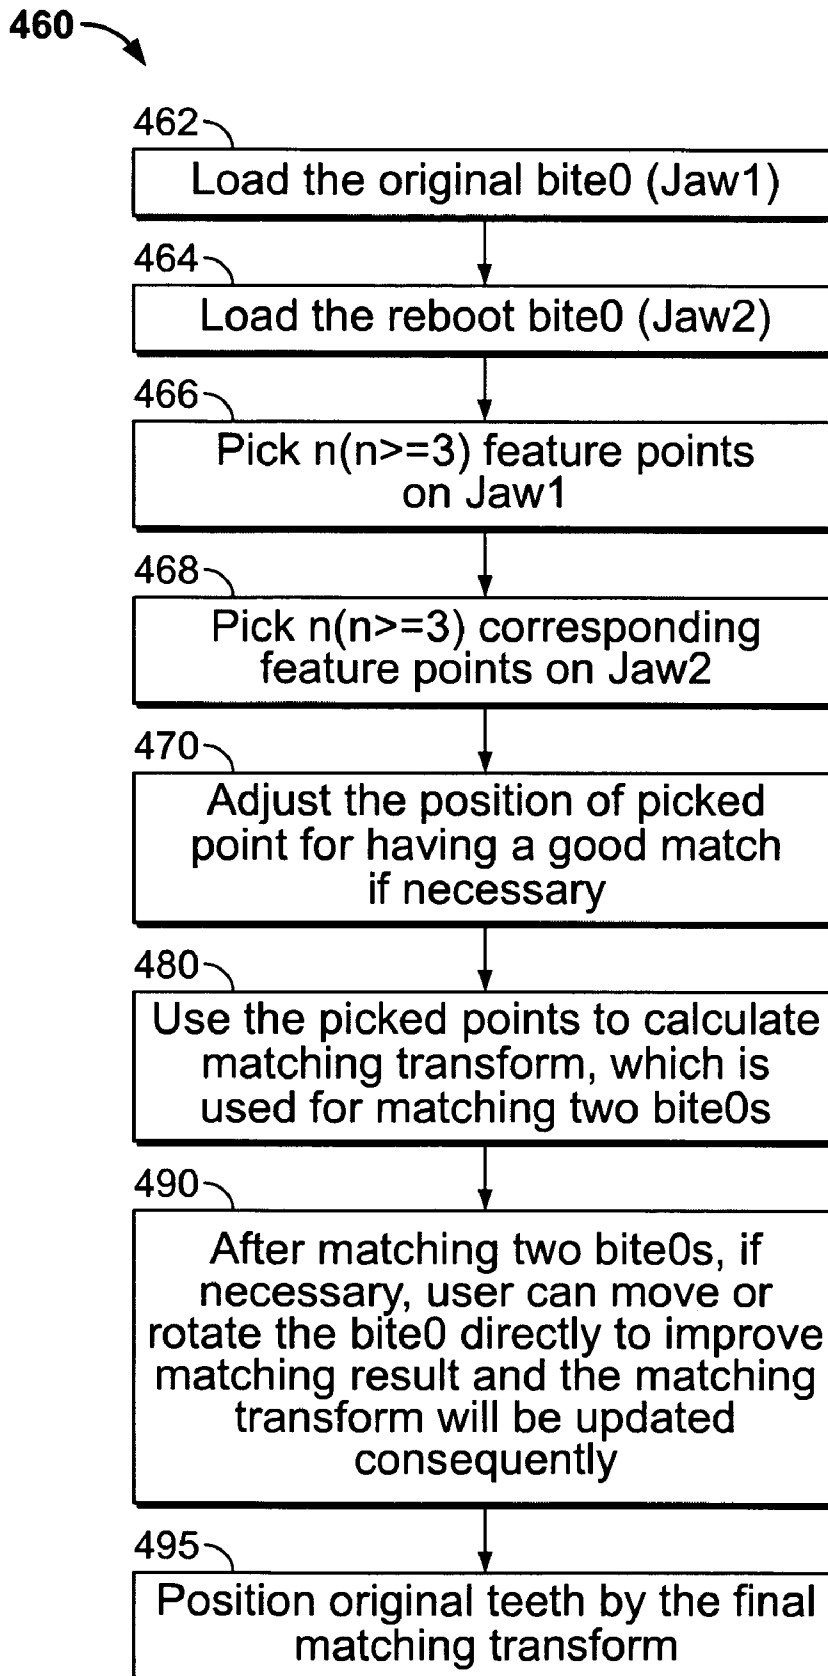 460
462
Load the original bite0 (Jaw1)
464
Load the reboot bite0 (Jaw2)
466
Pick n(n>=3) feature points
on Jaw1
468
Pick n(n>=3) corresponding
feature points on Jaw2
470
Adjust the position of picked
point for having a good match
if necessary
480
Use the picked points to calculate
matching transform, which is
used for matching two bite0s
490
After matching two bite0s, if
necessary, user can move or
rotate the bite0 directly to improve
matching result and the matching
transform will be updated
consequently
495
Position original teeth by the final
matching transform